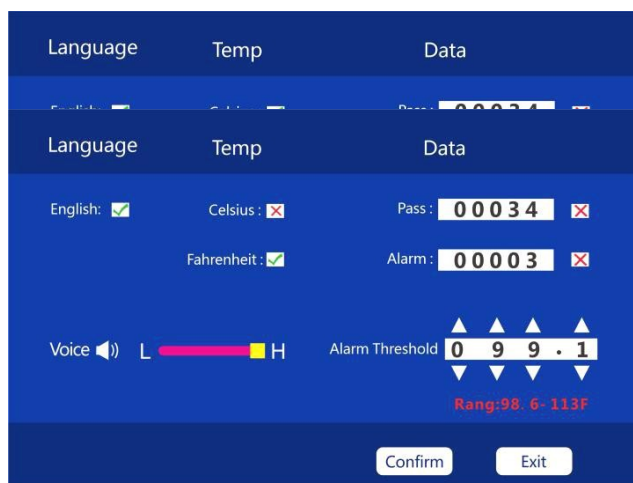 Language Temp Data
Language Temp Data
English: Celsius : Pass : 00034
Fahrenheit : Alarm : 00003
Voice L H Alarm Threshold 0 9 9 . 1
Rang:98. 6- 113F
Confirm Exit